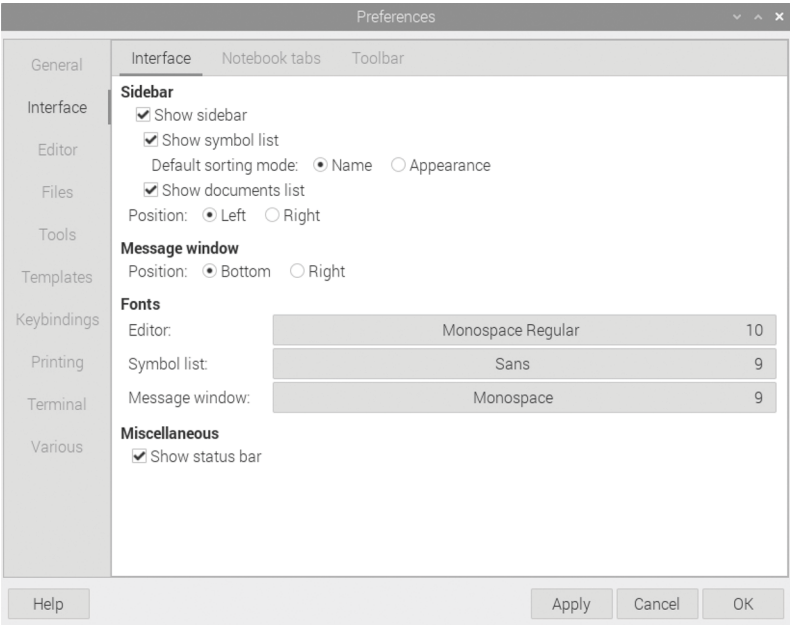 Preferences
General
Interface
Editor
Files
Tools
Templates
Keybindings
Printing
Terminal
Various
Interface Notebook tabs Toolbar
Sidebar
Show sidebar
Show symbol list
Default sorting mode: Name Appearance
Show documents list
Position: Left Right
Message window
Position: Bottom Right
Fonts
Editor: Monospace Regular 10
Symbol list: Sans 9
Message window: Monospace 9
Miscellaneous
Show status bar
Help Apply Cancel OK